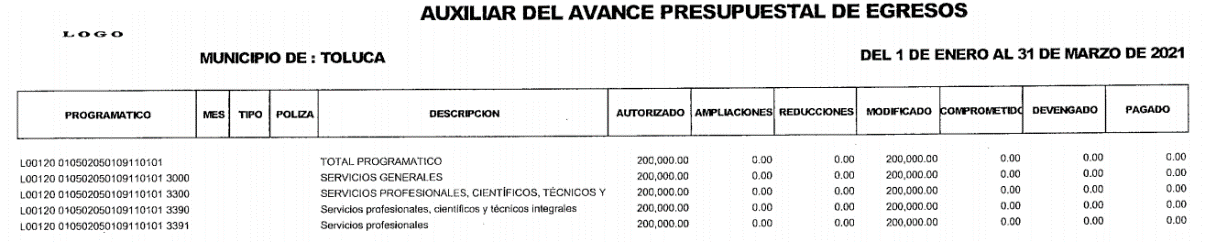 AUXILIAR DEL AVANCE PRESUPUESTAL DE EGRESOS
LOGO
MUNICIPIO DE : TOLUCA DEL 1 DE ENERO AL 31 DE MARZO DE 2021
PROGRAMATICO MES TIPO POLIZA DESCRIPCION AUTORIZADO AMPLIACIONES REDUCCIONES MODIFICADO COMPROMETIDO DEVENGADO PAGADO
L00120 010502050109110101 TOTAL PROGRAMATICO 200,000.00 0.00 0.00 200,000.00 0.00 0.00 0.00
L00120 010502050109110101 3000 SERVICIOS GENERALES 200,000.00 0.00 0.00 200,000.00 0.00 0.00 0.00
L00120 010502050109110101 3300 SERVICIOS PROFESIONALES, CIENTÍFICOS, TÉCNICOS Y 200,000.00 0.00 0.00 200,000.00 0.00 0.00 0.00
L00120 010502050109110101 3390 Servicios profesionales, científicos y técnicos integrales 200,000.00 0.00 0.00 200,000.00 0.00 0.00 0.00
L00120 010502050109110101 3391 Servicios profesionales 200,000.00 0.00 0.00 200,000.00 0.00 0.00 0.00